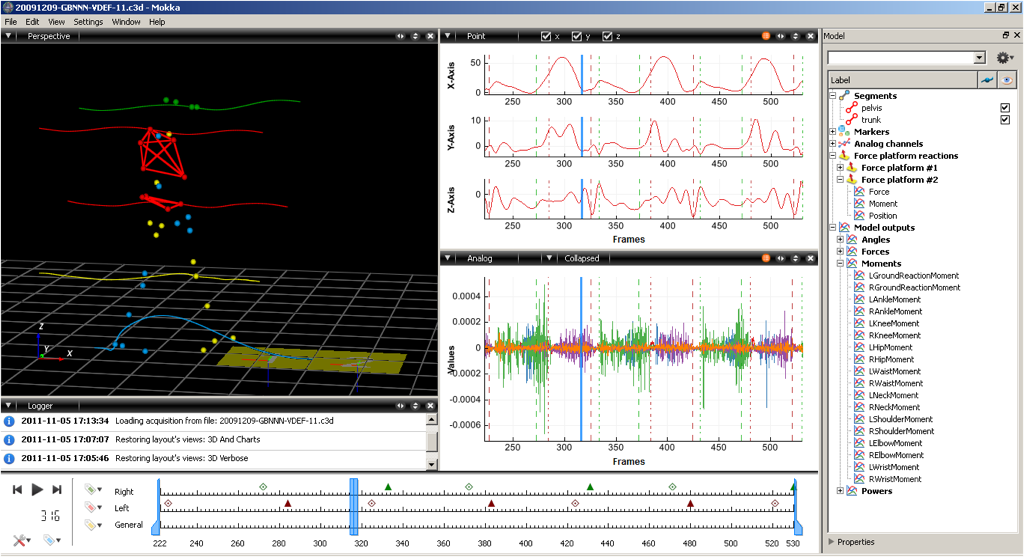 20091209-GBNNN-VDEF-11.c3d - Mokka
File Edit View Settings Window Help
Perspective
Z
Y
X
Point x y z
X-Axis
50
0
250 300 350 400 450 500
Y-Axis
10
0
250 300 350 400 450 500
Z-Axis
0
250 300 350 400 450 500
Frames
Analog Collapsed
Values
0.0004
0.0002
0
-0.0002
-0.0004
-0.0006
250 300 350 400 450 500
Frames
Logger
2011-11-05 17:13:34 Loading acquisition from file: 20091209-GBNNN-VDEF-11.c3d
2011-11-05 17:07:07 Restoring layout's views: 3D And Charts
2011-11-05 17:05:46 Restoring layout's views: 3D Verbose
316
Right
Left
General
222 240 260 280 300 320 340 360 380 400 420 440 460 480 500 530
Model
Label
Segments
pelvis
trunk
Markers
Analog channels
Force platform reactions
Force platform #1
Force platform #2
Force
Moment
Position
Model outputs
Angles
Forces
Moments
LGroundReactionMoment
RGroundReactionMoment
LAnkleMoment
RAnkleMoment
LKneeMoment
RKneeMoment
LHipMoment
RHipMoment
LWaistMoment
RWaistMoment
LNeckMoment
RNeckMoment
LShoulderMoment
RShoulderMoment
LElbowMoment
RElbowMoment
LWristMoment
RWristMoment
Powers
Properties